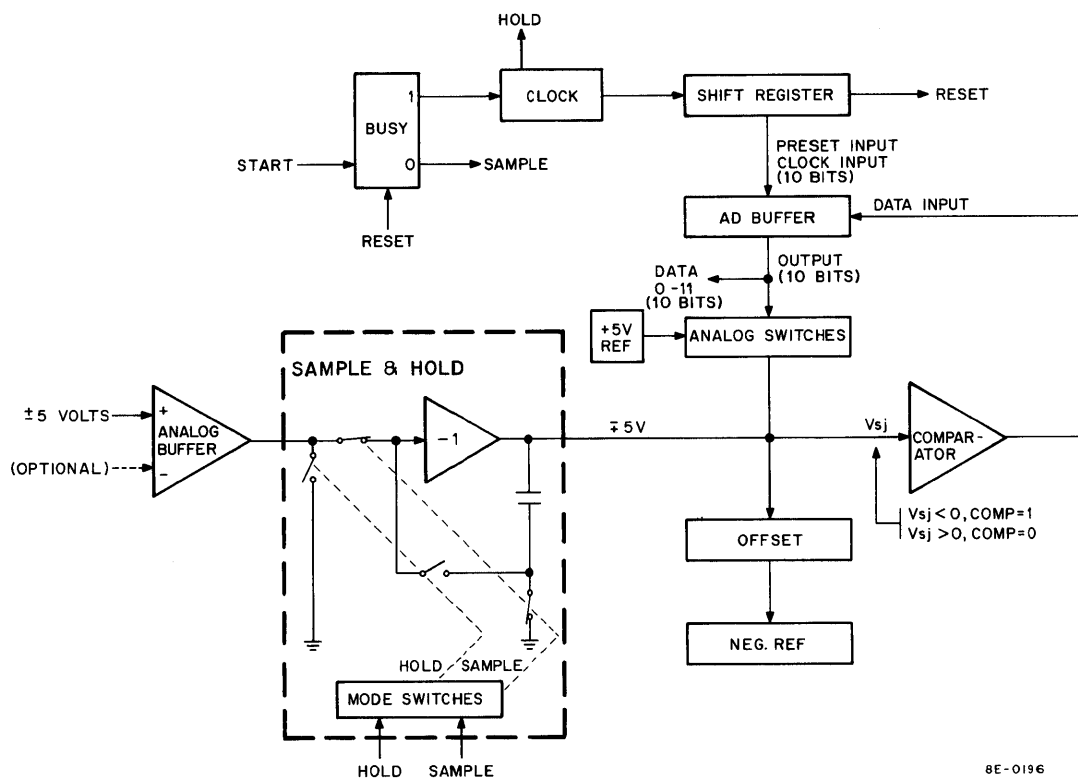 HOLD
1
CLOCK
SHIFT REGISTER
RESET
BUSY
START
0
SAMPLE
PRESET INPUT
CLOCK INPUT
(10 BITS)
RESET
AD BUFFER
DATA INPUT
DATA
0-11
(10 BITS)
OUTPUT
(10 BITS)
+5V
REF
ANALOG SWITCHES
SAMPLE & HOLD
±5 VOLTS
+
ANALOG
BUFFER
(OPTIONAL)
−
−1
∓5V
Vsj
COMPAR-
ATOR
Vsj<0, COMP=1
Vsj>0, COMP=0
OFFSET
NEG. REF
HOLD SAMPLE
MODE SWITCHES
HOLD SAMPLE
8E-0196